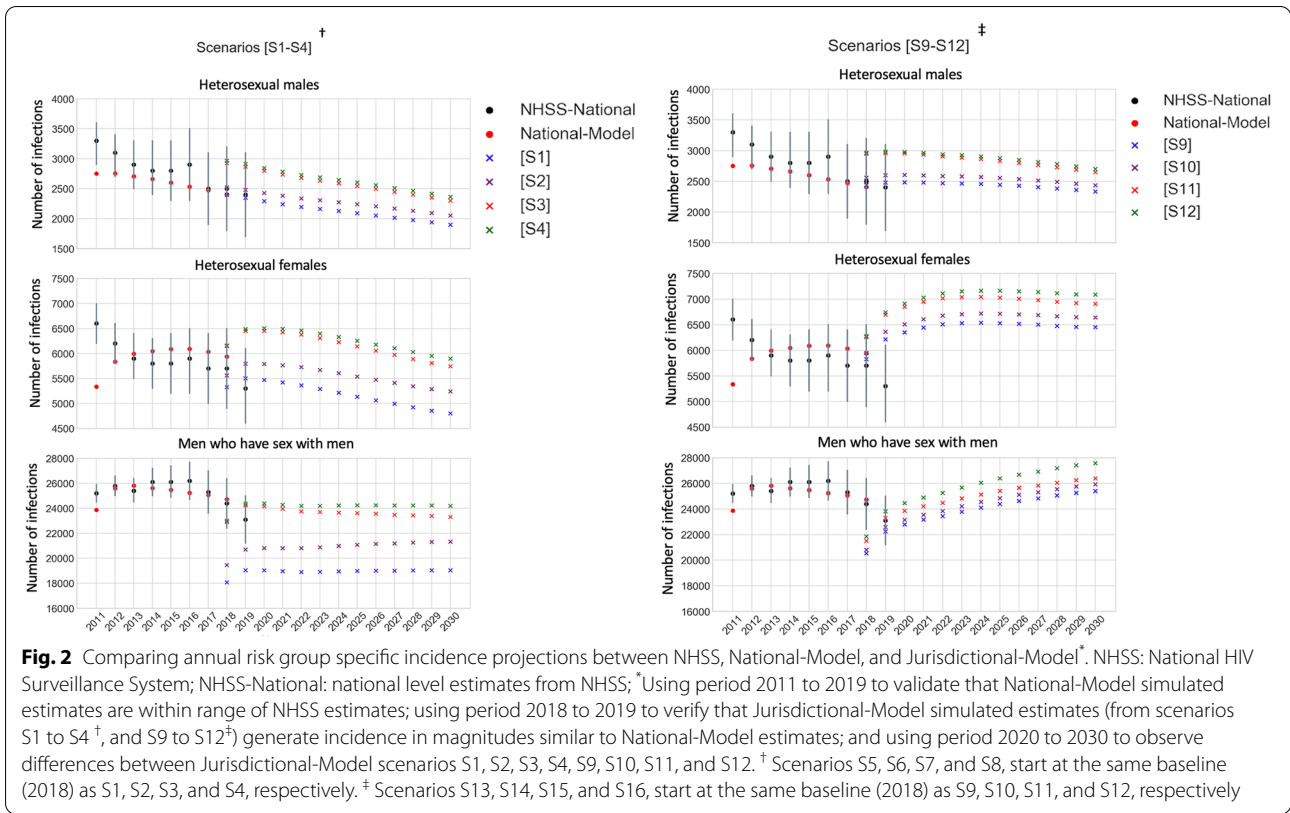 Scenarios [S1-S4] †
Heterosexual males
Number of infections
4000
3500
3000
2500
2000
1500
NHSS-National
National-Model
[S1]
[S2]
[S3]
[S4]
Heterosexual females
Number of infections
7500
7000
6500
6000
5500
5000
4500
Men who have sex with men
Number of infections
28000
26000
24000
22000
20000
18000
16000
2011 2012 2013 2014 2015 2016 2017 2018 2019 2020 2021 2022 2023 2024 2025 2026 2027 2028 2029 2030
Scenarios [S9-S12] ‡
Heterosexual males
Number of infections
4000
3500
3000
2500
2000
1500
NHSS-National
National-Model
[S9]
[S10]
[S11]
[S12]
Heterosexual females
Number of infections
7500
7000
6500
6000
5500
5000
4500
Men who have sex with men
Number of infections
28000
26000
24000
22000
20000
18000
16000
2011 2012 2013 2014 2015 2016 2017 2018 2019 2020 2021 2022 2023 2024 2025 2026 2027 2028 2029 2030
Fig. 2 Comparing annual risk group specific incidence projections between NHSS, National-Model, and Jurisdictional-Model*. NHSS: National HIV
Surveillance System; NHSS-National: national level estimates from NHSS; *Using period 2011 to 2019 to validate that National-Model simulated
estimates are within range of NHSS estimates; using period 2018 to 2019 to verify that Jurisdictional-Model simulated estimates (from scenarios
S1 to S4 †, and S9 to S12‡) generate incidence in magnitudes similar to National-Model estimates; and using period 2020 to 2030 to observe
differences between Jurisdictional-Model scenarios S1, S2, S3, S4, S9, S10, S11, and S12. † Scenarios S5, S6, S7, and S8, start at the same baseline
(2018) as S1, S2, S3, and S4, respectively. ‡ Scenarios S13, S14, S15, and S16, start at the same baseline (2018) as S9, S10, S11, and S12, respectively